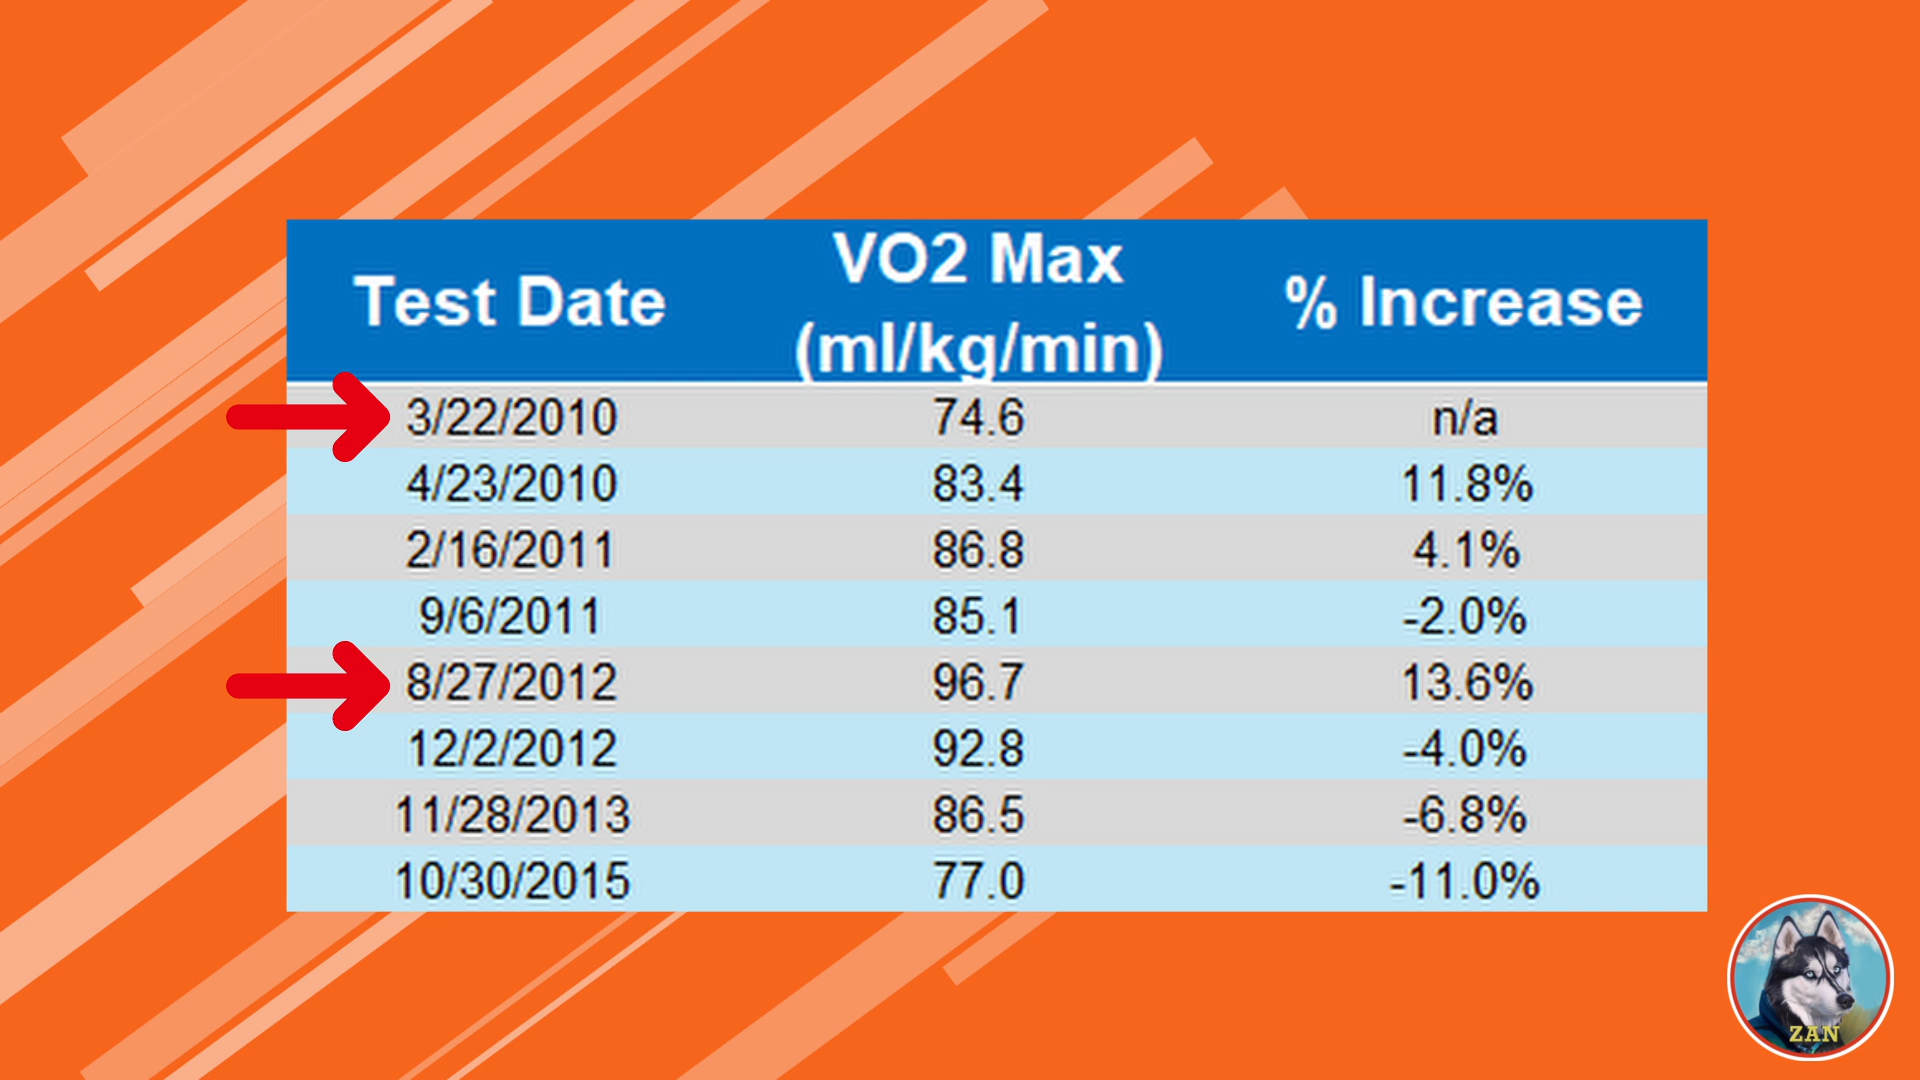 Test Date VO2 Max (ml/kg/min) % Increase
3/22/2010 74.6 n/a
4/23/2010 83.4 11.8%
2/16/2011 86.8 4.1%
9/6/2011 85.1 -2.0%
8/27/2012 96.7 13.6%
12/2/2012 92.8 -4.0%
11/28/2013 86.5 -6.8%
10/30/2015 77.0 -11.0%
ZAN